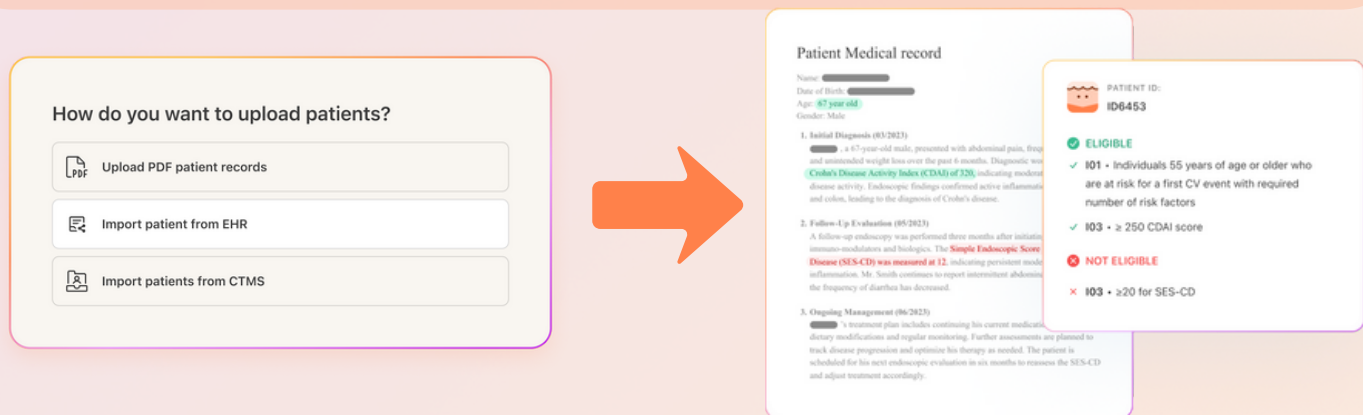 How do you want to upload patients?
PDF
Upload PDF patient records
Import patient from EHR
Import patients from CTMS
Patient Medical record
Name:
Date of Birth:
Age: 67 year old
Gender: Male
1. Initial Diagnosis (03/2023)
, a 67-year-old male, presented with abdominal pain,
and unintended weight loss over the past 6 months. Diagnostic
Crohn's Disease Activity Index (CDAI) of 320, indicating
disease activity. Endoscopic findings confirmed active
and colon, leading to the diagnosis of Crohn's disease.
2. Follow-Up Evaluation (05/2023)
A follow-up endoscopy was performed three months after
immuno-modulators and biologics. The Simple Endoscopic Score
Disease (SES-CD) was measured at 12, indicating persistent
inflammation. Mr. Smith continues to report intermittent
the frequency of diarrhea has decreased.
3. Ongoing Management (06/2023)
's treatment plan includes continuing his current
dietary modifications and regular monitoring. Further assessments are planned to
track disease progression and optimize his therapy as needed. The patient is
scheduled for his next endoscopic evaluation in six months to reassess the SES-CD
and adjust treatment accordingly.
PATIENT ID:
ID6453
ELIGIBLE
I01 • Individuals 55 years of age or older who
are at risk for a first CV event with required
number of risk factors
I03 • ≥ 250 CDAI score
NOT ELIGIBLE
I03 • ≥20 for SES-CD